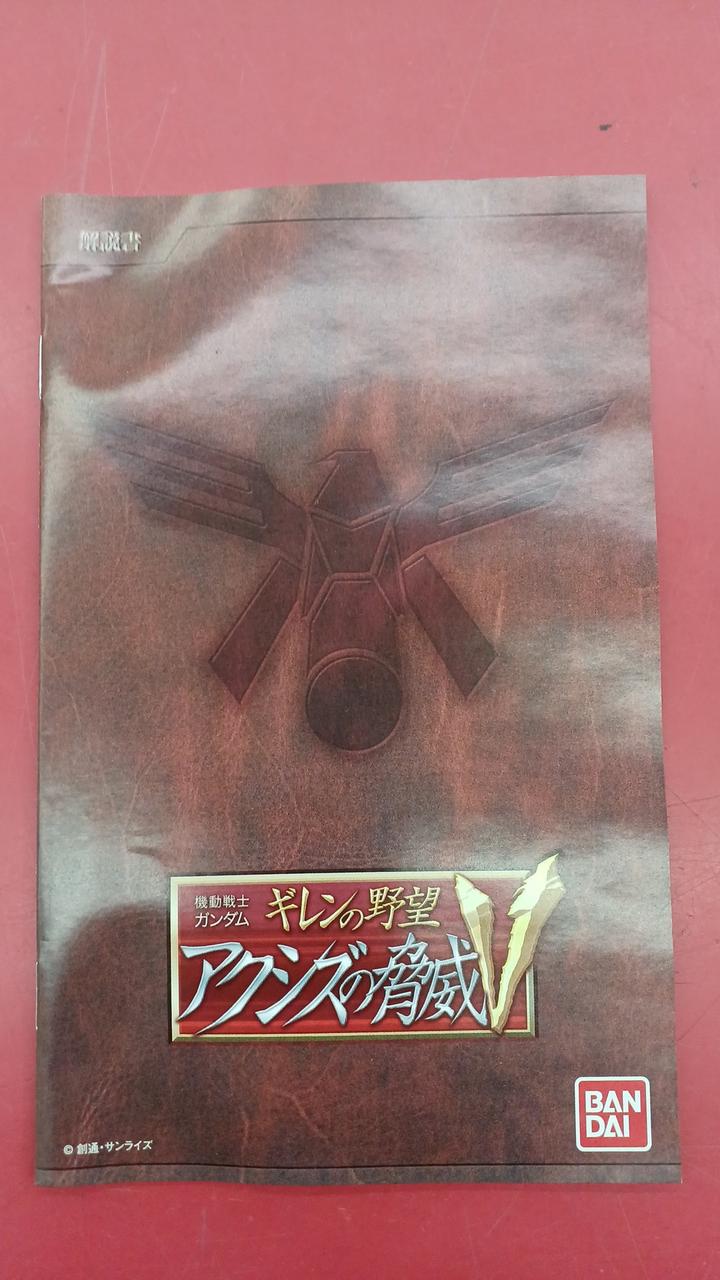 解説書
機動戦士
ガンダム
ギレンの野望
アクシズの脅威V
BAN
DAI
© 創通・サンライズ